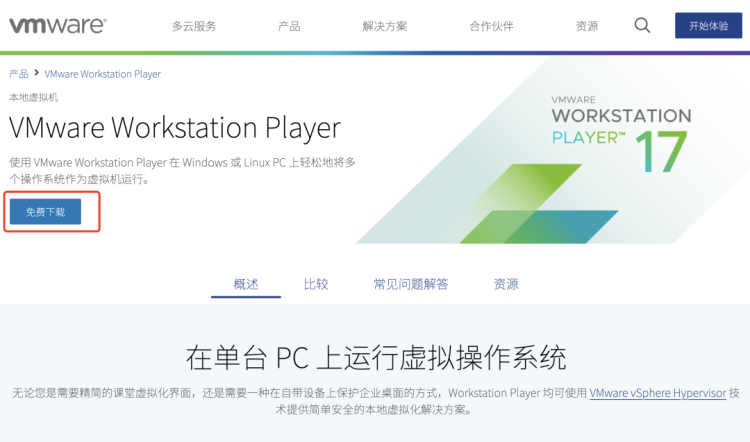 vmware®
多云服务 产品 解决方案 合作伙伴 资源 开始体验
产品 > VMware Workstation Player
本地虚拟机
VMware Workstation Player
使用 VMware Workstation Player 在 Windows 或 Linux PC 上轻松地将多
个操作系统作为虚拟机运行。
免费下载
VMWARE
WORKSTATION
PLAYER™ 17
概述 比较 常见问题解答 资源
在单台 PC 上运行虚拟操作系统
无论您是需要精简的课堂虚拟化界面，还是需要一种在自带设备上保护企业桌面的方式，Workstation Player 均可使用 VMware vSphere Hypervisor 技
术提供简单安全的本地虚拟化解决方案。